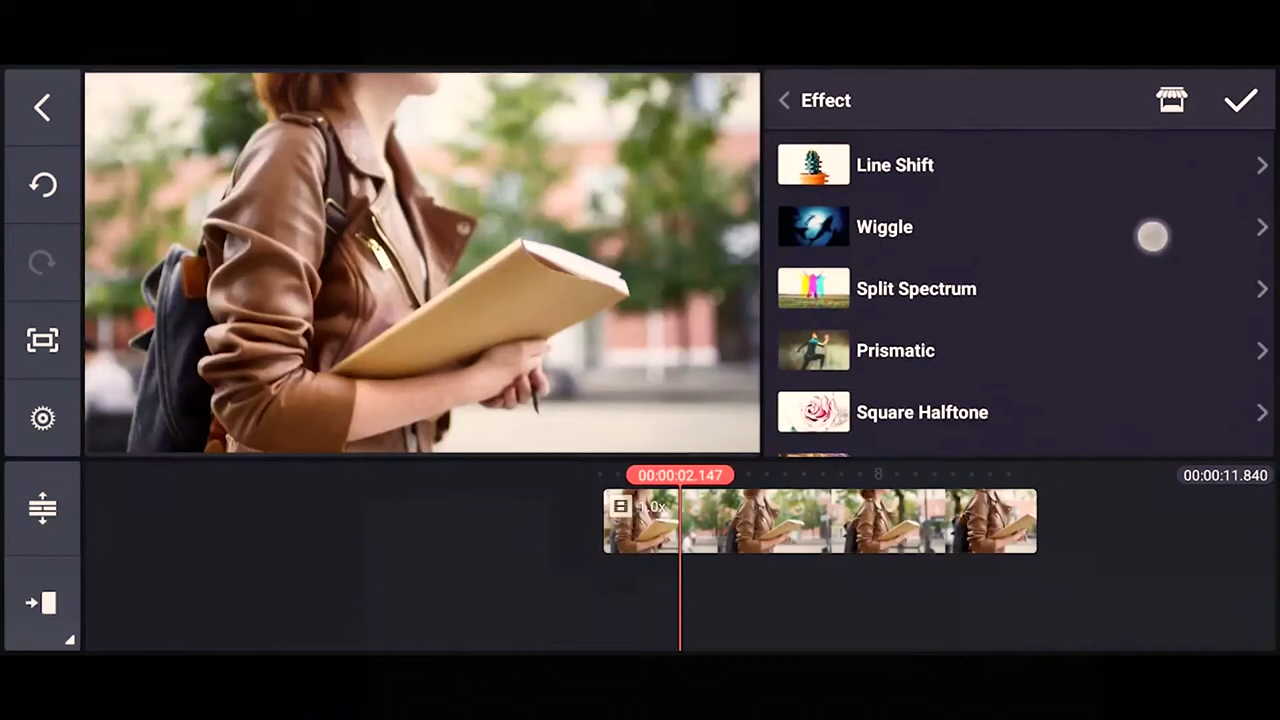 Effect
Line Shift
Wiggle
Split Spectrum
Prismatic
Square Halftone
00:00:02.147
8
00:00:11.840
1.0x